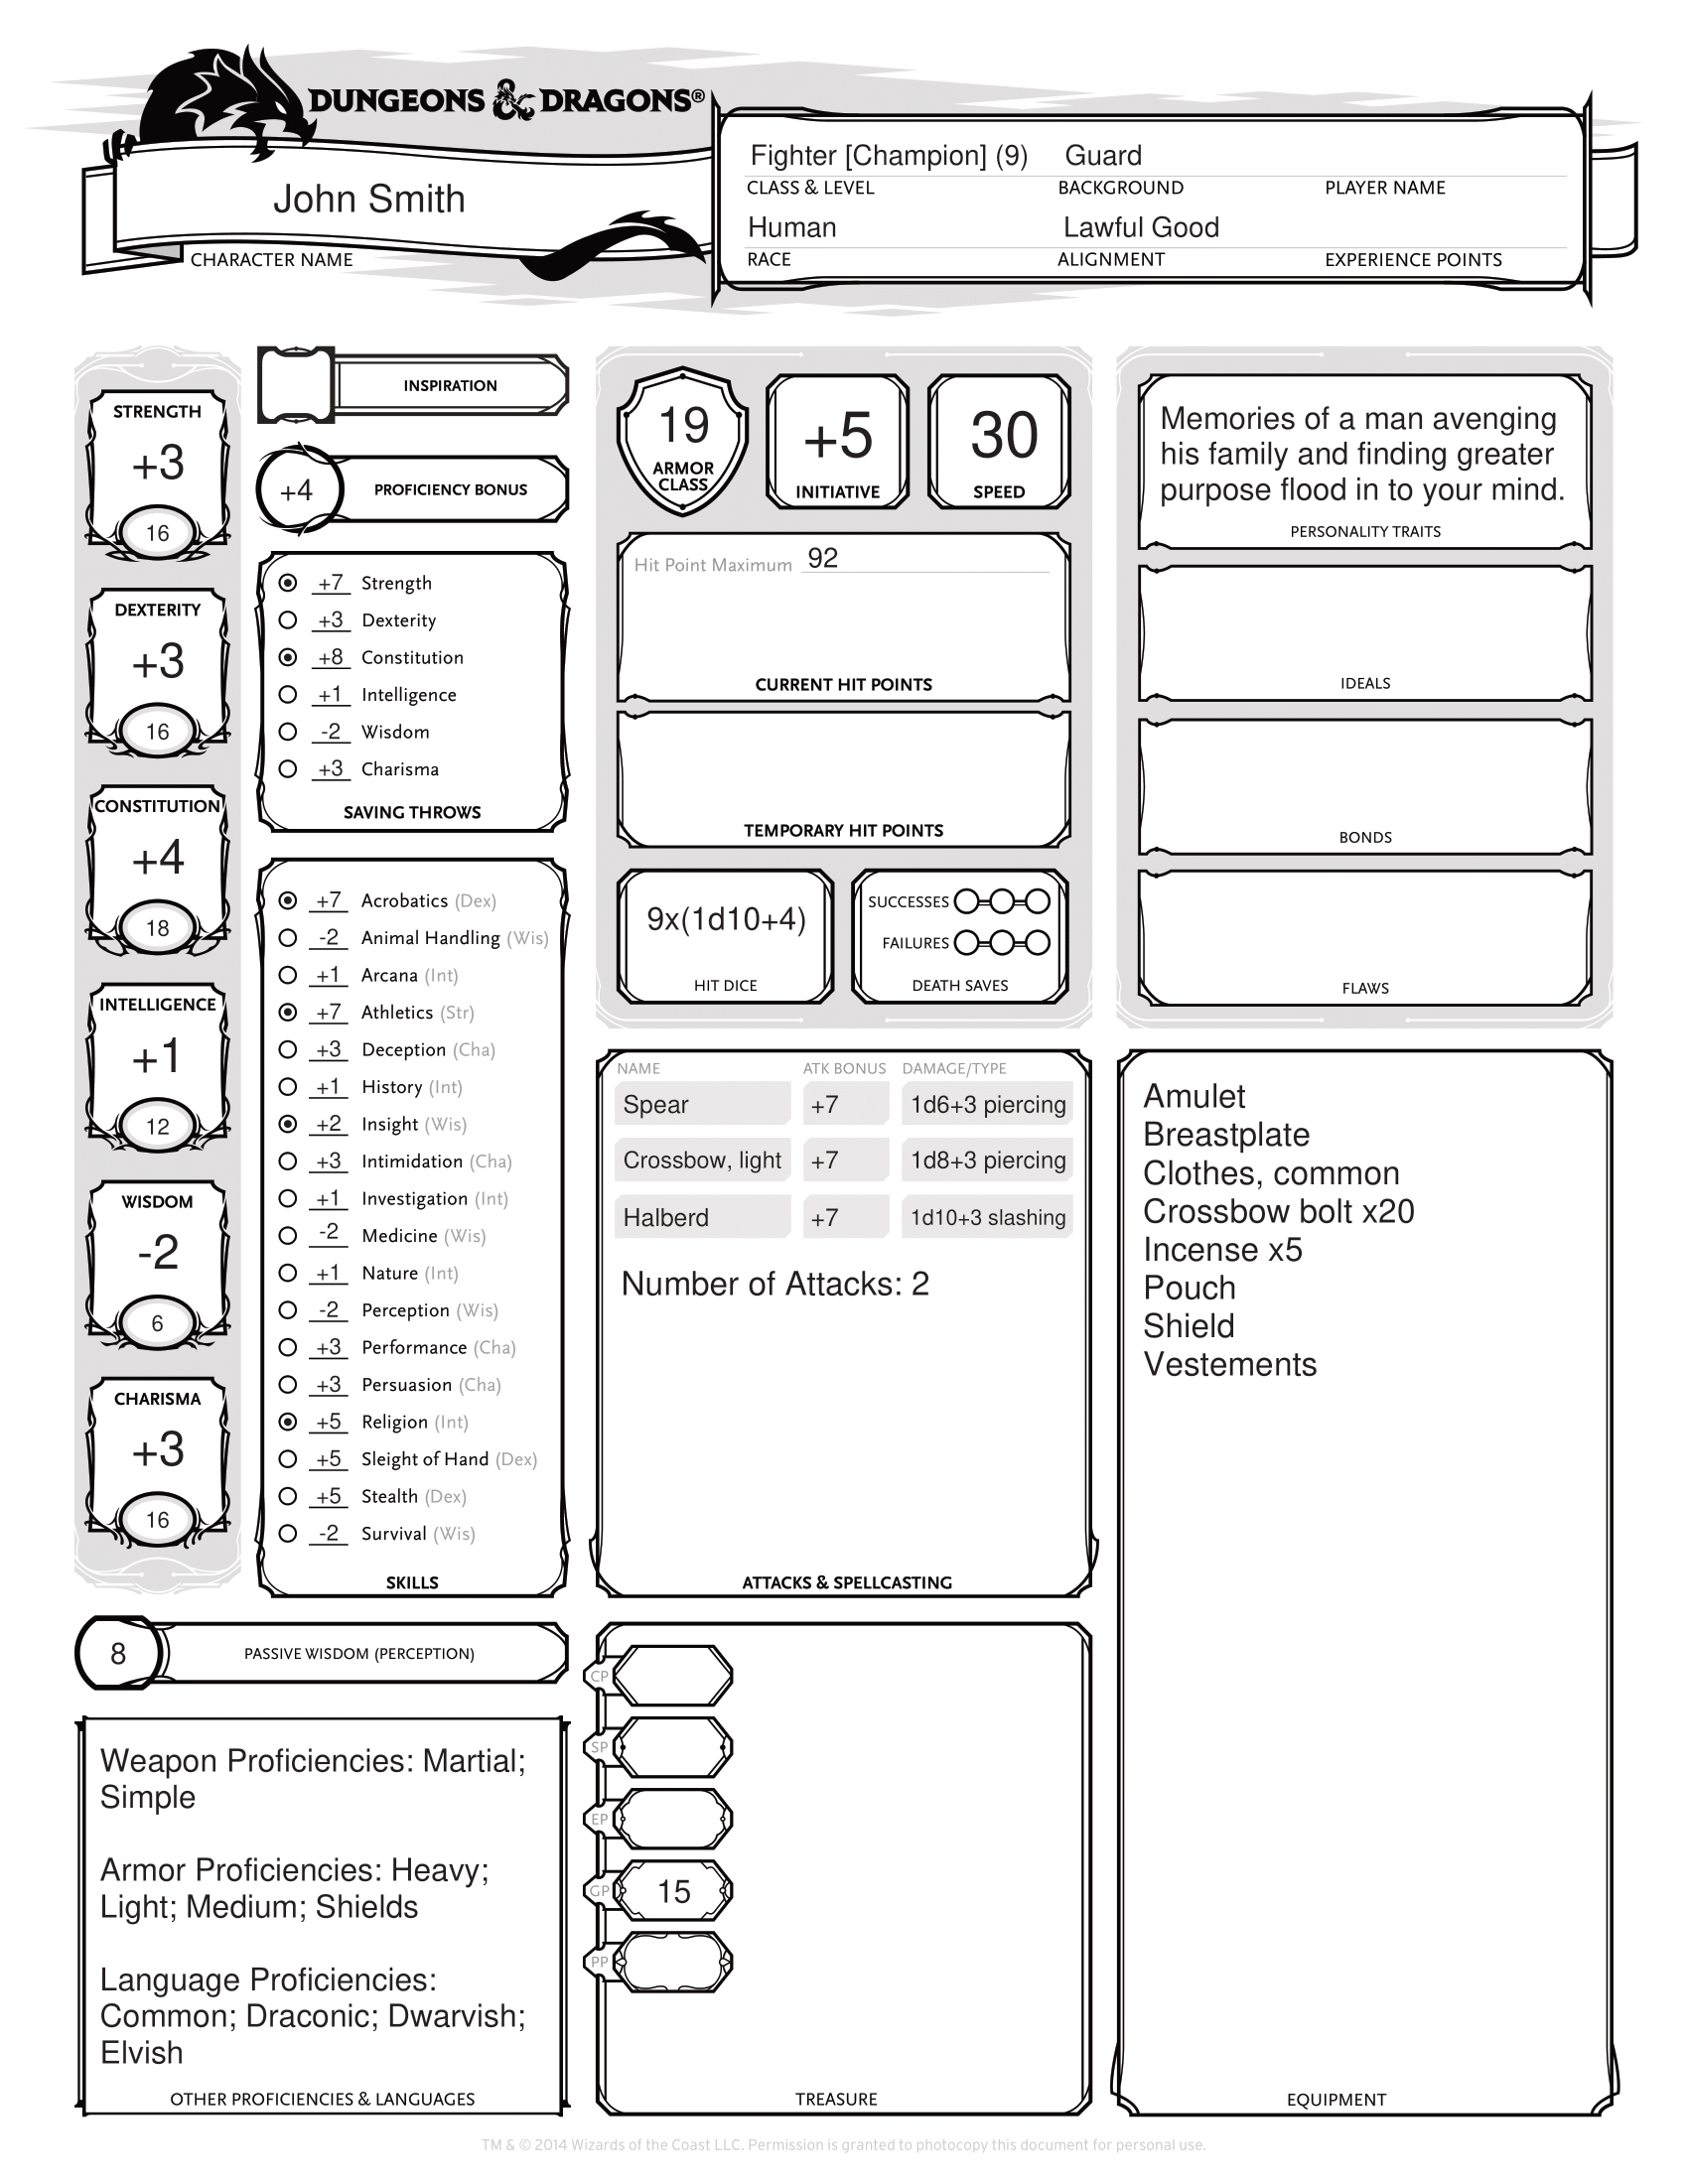 DUNGEONS & DRAGONS®
John Smith
CHARACTER NAME
Fighter [Champion] (9) Guard
CLASS & LEVEL BACKGROUND PLAYER NAME
Human Lawful Good
RACE ALIGNMENT EXPERIENCE POINTS
STRENGTH
+3
16
DEXTERITY
+3
16
CONSTITUTION
+4
18
INTELLIGENCE
+1
12
WISDOM
-2
6
CHARISMA
+3
16
INSPIRATION
+4 PROFICIENCY BONUS
+7 Strength
+3 Dexterity
+8 Constitution
+1 Intelligence
-2 Wisdom
+3 Charisma
SAVING THROWS
+7 Acrobatics (Dex)
-2 Animal Handling (Wis)
+1 Arcana (Int)
+7 Athletics (Str)
+3 Deception (Cha)
+1 History (Int)
+2 Insight (Wis)
+3 Intimidation (Cha)
+1 Investigation (Int)
-2 Medicine (Wis)
+1 Nature (Int)
-2 Perception (Wis)
+3 Performance (Cha)
+3 Persuasion (Cha)
+5 Religion (Int)
+5 Sleight of Hand (Dex)
+5 Stealth (Dex)
-2 Survival (Wis)
SKILLS
8 PASSIVE WISDOM (PERCEPTION)
Weapon Proficiencies: Martial;
Simple
Armor Proficiencies: Heavy;
Light; Medium; Shields
Language Proficiencies:
Common; Draconic; Dwarvish;
Elvish
OTHER PROFICIENCIES & LANGUAGES
19
ARMOR
CLASS
+5
INITIATIVE
30
SPEED
Hit Point Maximum 92
CURRENT HIT POINTS
TEMPORARY HIT POINTS
9x(1d10+4)
HIT DICE
SUCCESSES
FAILURES
DEATH SAVES
NAME ATK BONUS DAMAGE/TYPE
Spear +7 1d6+3 piercing
Crossbow, light +7 1d8+3 piercing
Halberd +7 1d10+3 slashing
Number of Attacks: 2
ATTACKS & SPELLCASTING
CP
SP
EP
GP 15
PP
TREASURE
Memories of a man avenging
his family and finding greater
purpose flood in to your mind.
PERSONALITY TRAITS
IDEALS
BONDS
FLAWS
Amulet
Breastplate
Clothes, common
Crossbow bolt x20
Incense x5
Pouch
Shield
Vestements
EQUIPMENT
TM & © 2014 Wizards of the Coast LLC. Permission is granted to photocopy this document for personal use.